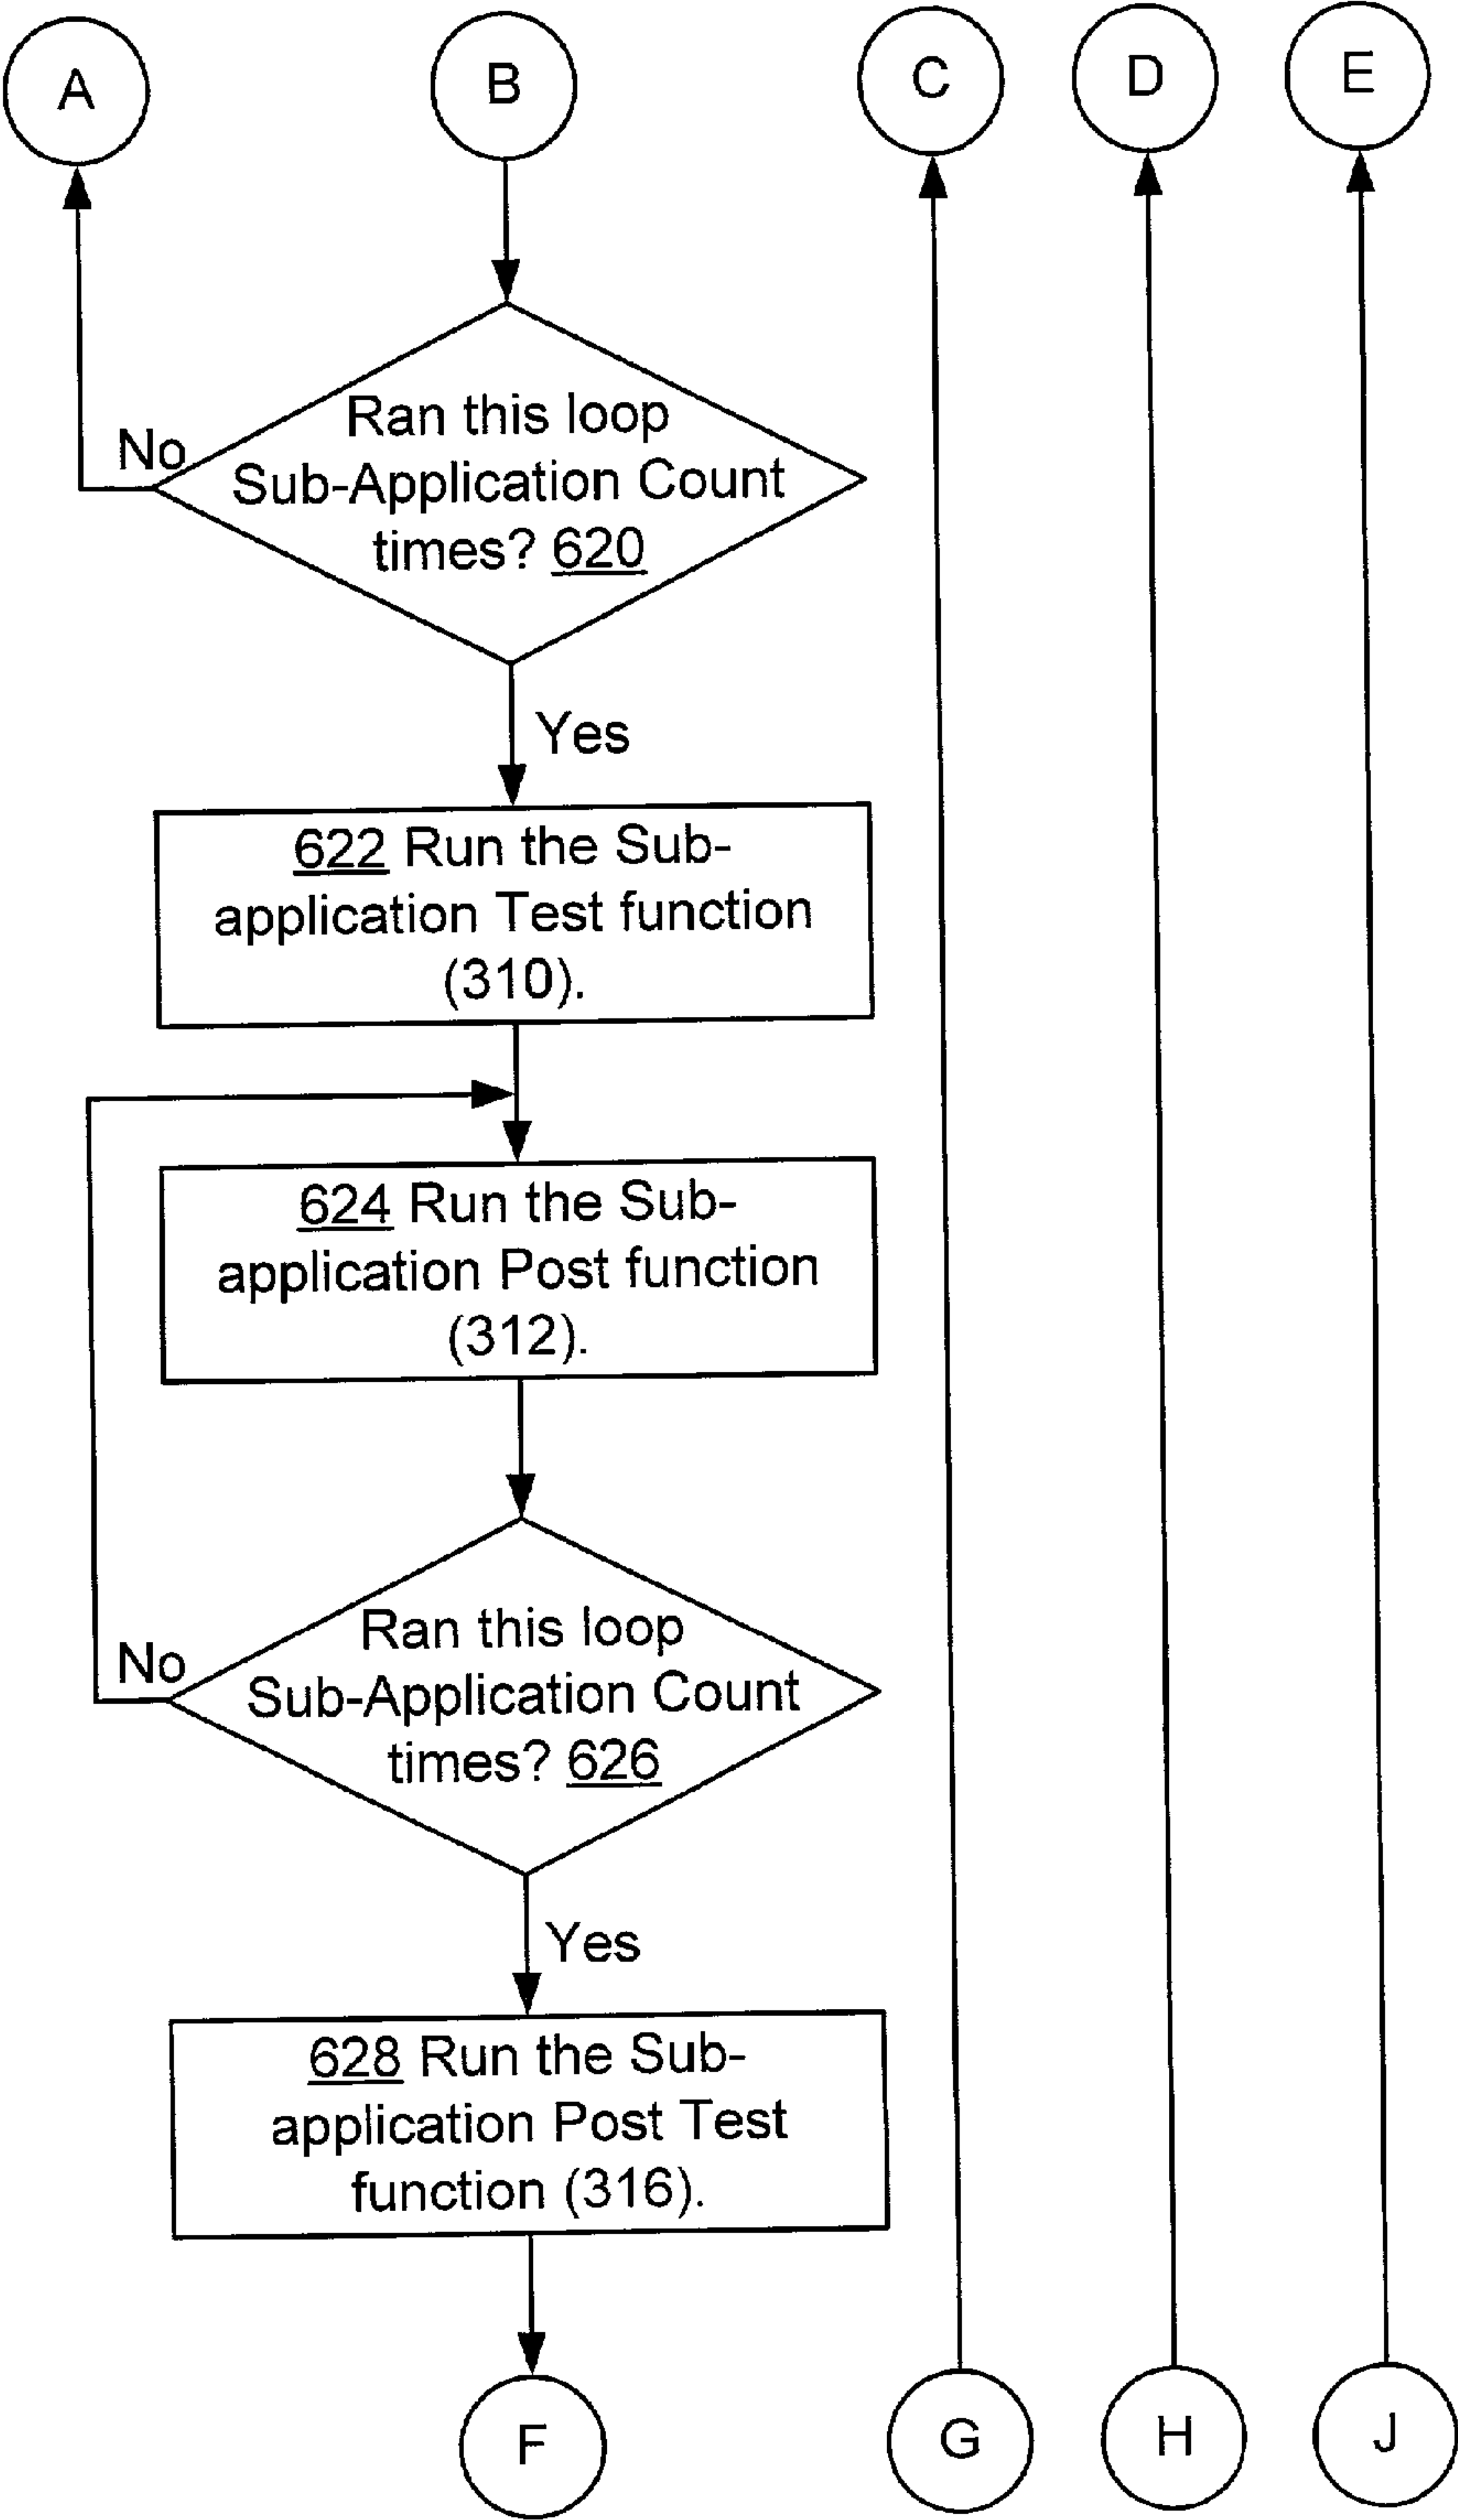 A
B
C
D
E
Ran this loop
Sub-Application Count
times? 620
No
Yes
622 Run the Sub-
application Test function
(310).
624 Run the Sub-
application Post function
(312).
Ran this loop
Sub-Application Count
times? 626
No
Yes
628 Run the Sub-
application Post Test
function (316).
F
G
H
J